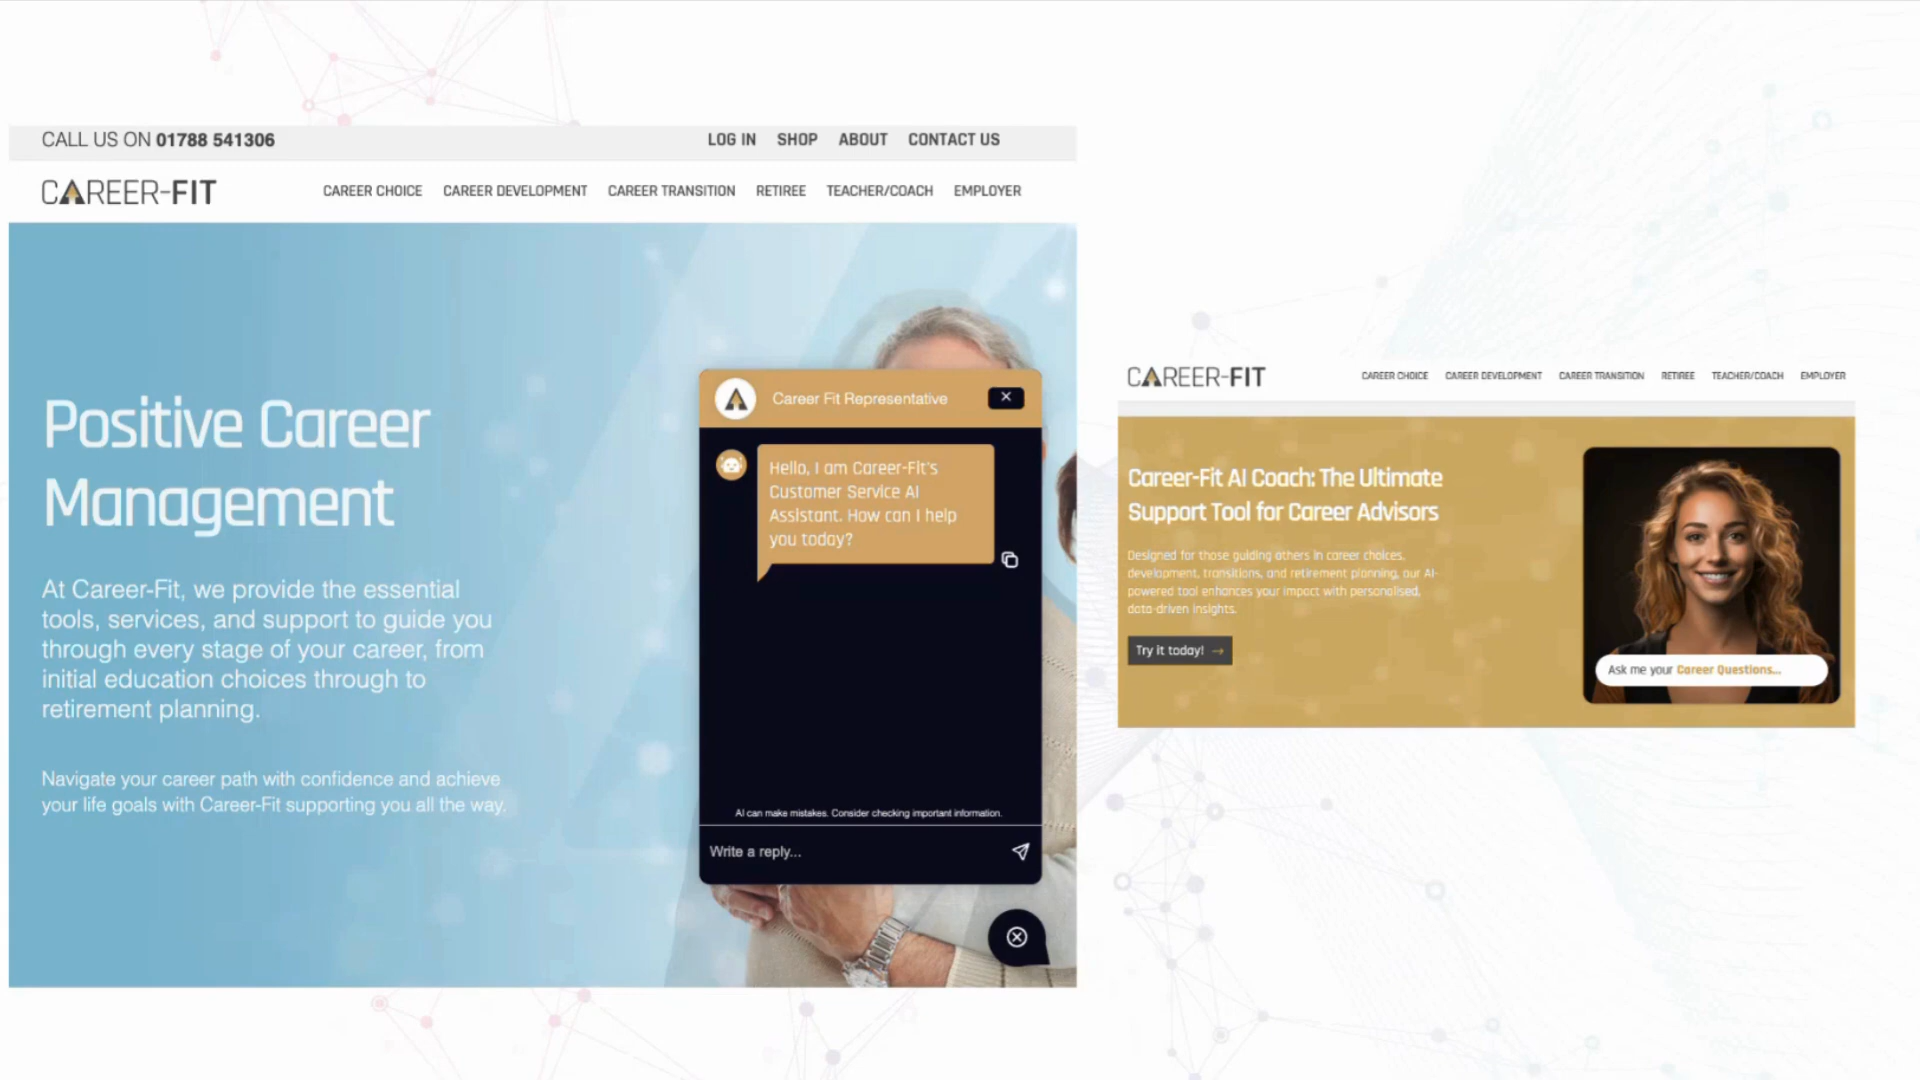 CALL US ON 01788 541306
LOG IN SHOP ABOUT CONTACT US
CAREER-FIT
CAREER CHOICE CAREER DEVELOPMENT CAREER TRANSITION RETIREE TEACHER/COACH EMPLOYER
Positive Career
Management
At Career-Fit, we provide the essential
tools, services, and support to guide you
through every stage of your career, from
initial education choices through to
retirement planning.
Navigate your career path with confidence and achieve
your life goals with Career-Fit supporting you all the way.
Career Fit Representative
Hello, I am Career-Fit's
Customer Service AI
Assistant. How can I help
you today?
AI can make mistakes. Consider checking important information.
Write a reply...
CAREER-FIT
CAREER CHOICE CAREER DEVELOPMENT CAREER TRANSITION RETIREE TEACHER/COACH EMPLOYER
Career-Fit AI Coach: The Ultimate
Support Tool for Career Advisors
Designed for those guiding others in career choices,
development, transitions, and retirement planning, our AI-
powered tool enhances your impact with personalised,
data-driven insights.
Try it today! →
Ask me your Career Questions...